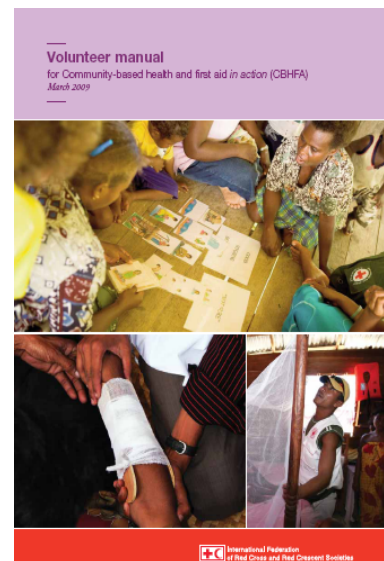 Volunteer manual
for Community-based health and first aid in action (CBHFA)
March 2009
International Federation
of Red Cross and Red Crescent Societies